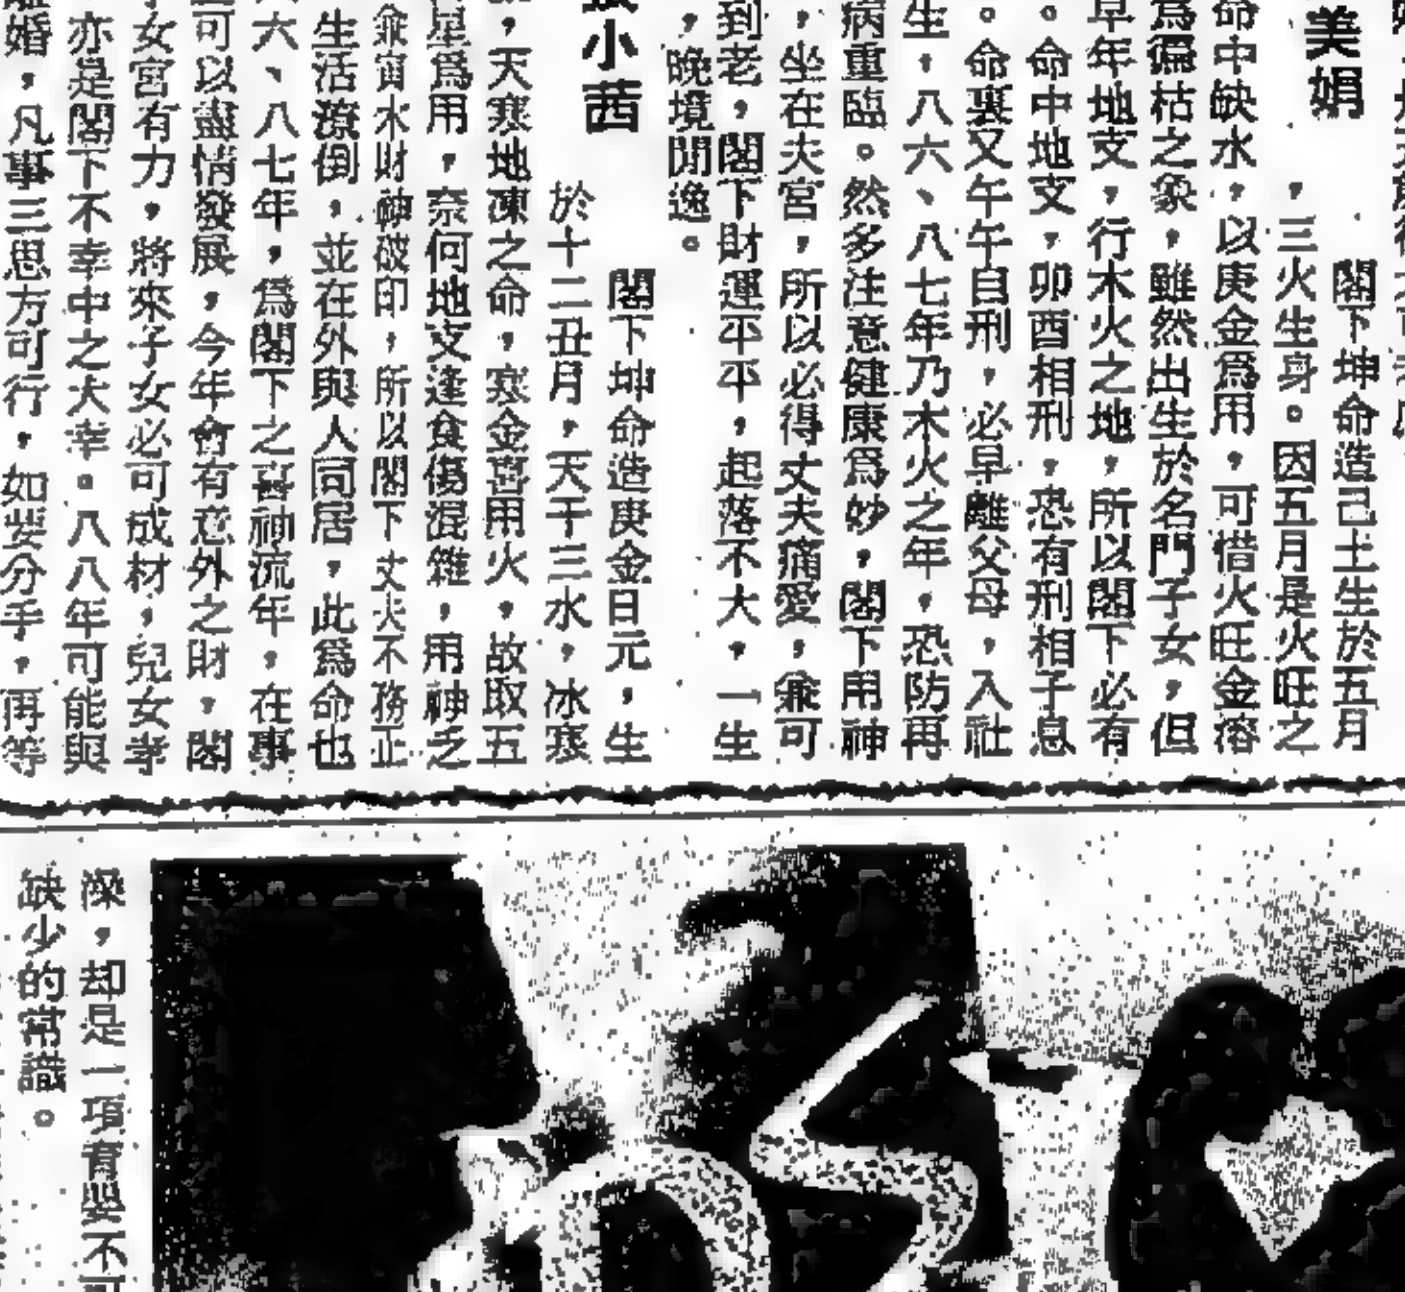 美娟
閣下坤命造己土生於五月
，三火生身。因五月是火旺之
命中缺水，以庚金爲用，可惜火旺金溶
爲偏枯之象，雖然出生於名門子女，但
早年地支，行木火之地，所以閣下必有
。命中地支，卯酉相刑，恐有刑相子息
。命裏又午午自刑，必早離父母，入社
生，八六、八七年乃木火之年，恐防再
病重臨。然多注意健康爲妙，閣下用神
，坐在夫宮，所以必得丈夫痛愛，兼可
到老，閣下財運平平，起落不大，一生
，晚境閒逸。
小茜
閣下坤命造庚金日元，生
於十二丑月，天干三水，冰寒
，天寒地凍之命，寒金喜用火，故取五
星爲用，奈何地支逢食傷混雜，用神乏
兼寅水財神破印，所以閣下丈夫不務正
生活潦倒，並在外與人同居，此爲命也
六、八七年，爲閣下之喜神流年，在事
可以盡情發展，今年會有意外之財，閣
女宮有力，將來子女必可成材，兒女孝
亦是閣下不幸中之大幸。八八年可能與
離婚，凡事三思方可行，如要分手，再等
澡，却是一項育嬰不可
缺少的常識。